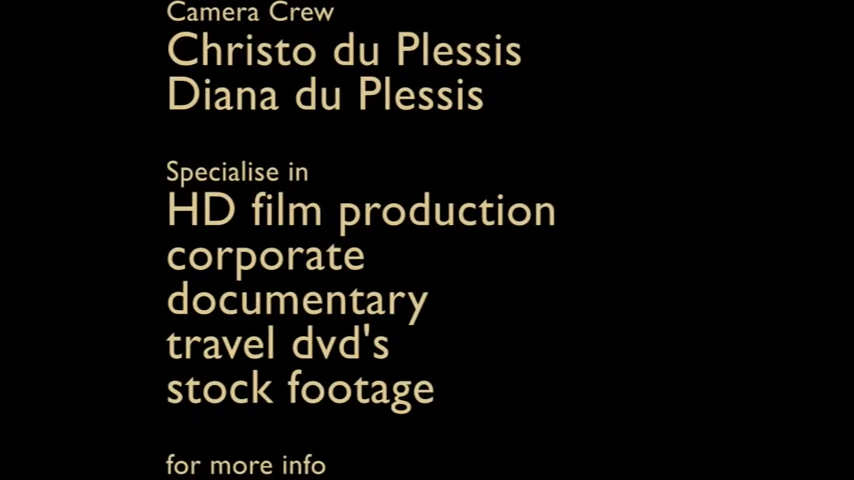 Camera Crew
Christo du Plessis
Diana du Plessis
Specialise in
HD film production
corporate
documentary
travel dvd's
stock footage
for more info